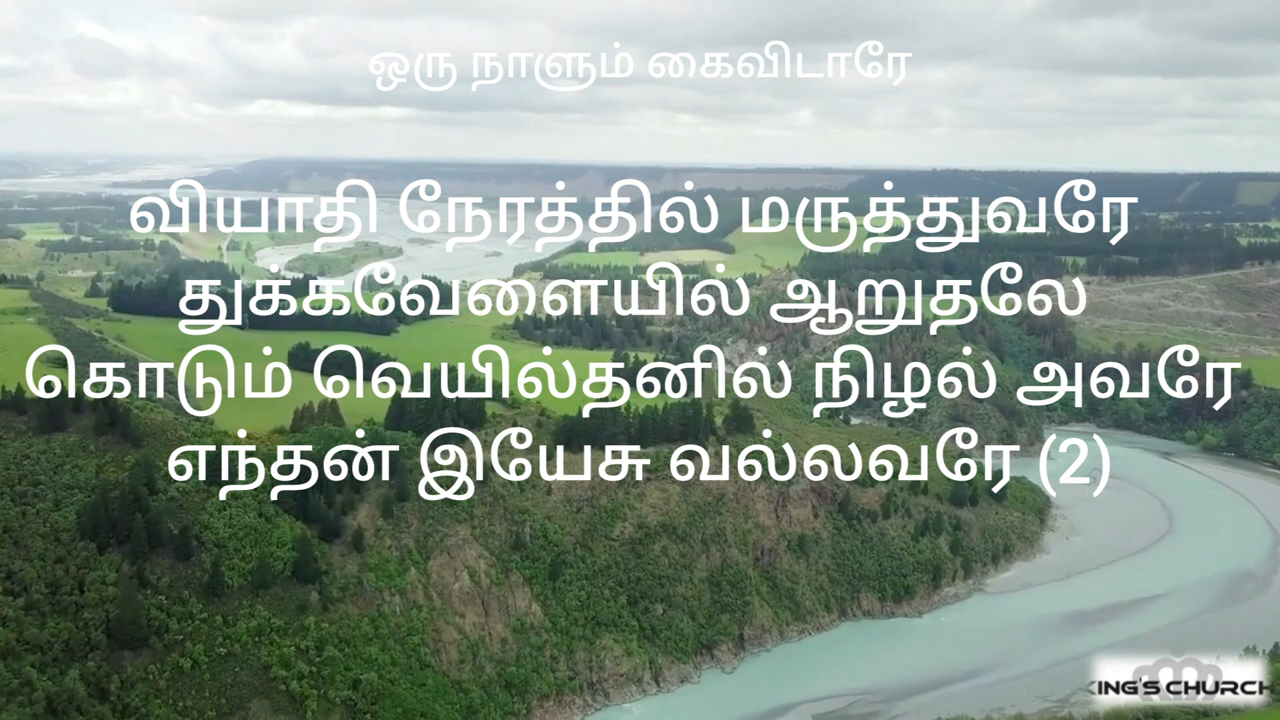 ஒரு நாளும் கைவிடாரே
வியாதி நேரத்தில் மருத்துவரே
துக்கவேளையில் ஆறுதலே
கொடும் வெயில்தனில் நிழல் அவரே
எந்தன் இயேசு வல்லவரே (2)
KING'S CHURCH